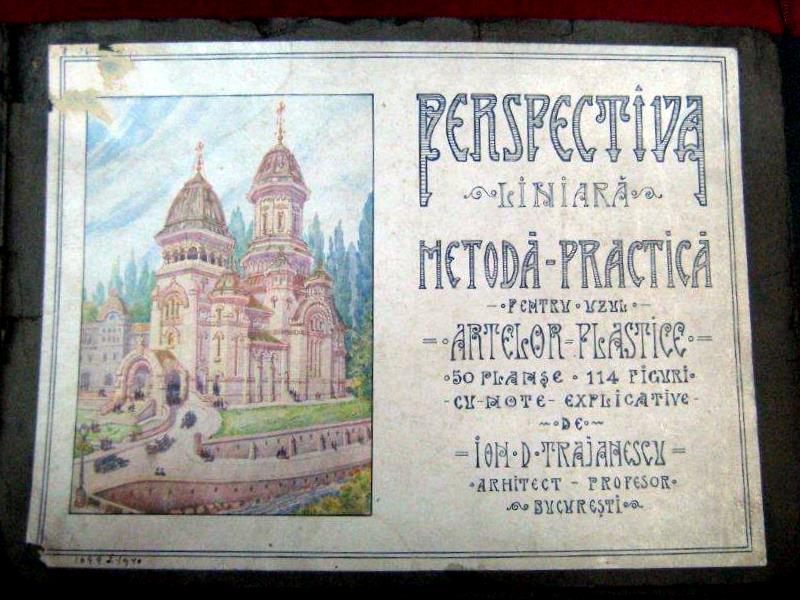 PERSPECTIVA
LINIARĂ
METODĂ-PRACTICĂ
PENTRU UZUL
ARTELOR-PLASTICE
50 PLANȘE • 114 FIGURI
CU-NOTE-EXPLICATIVE
DE
ION•D•TRAJANESCU
ARHITECT - PROFESOR
BUCUREȘTI